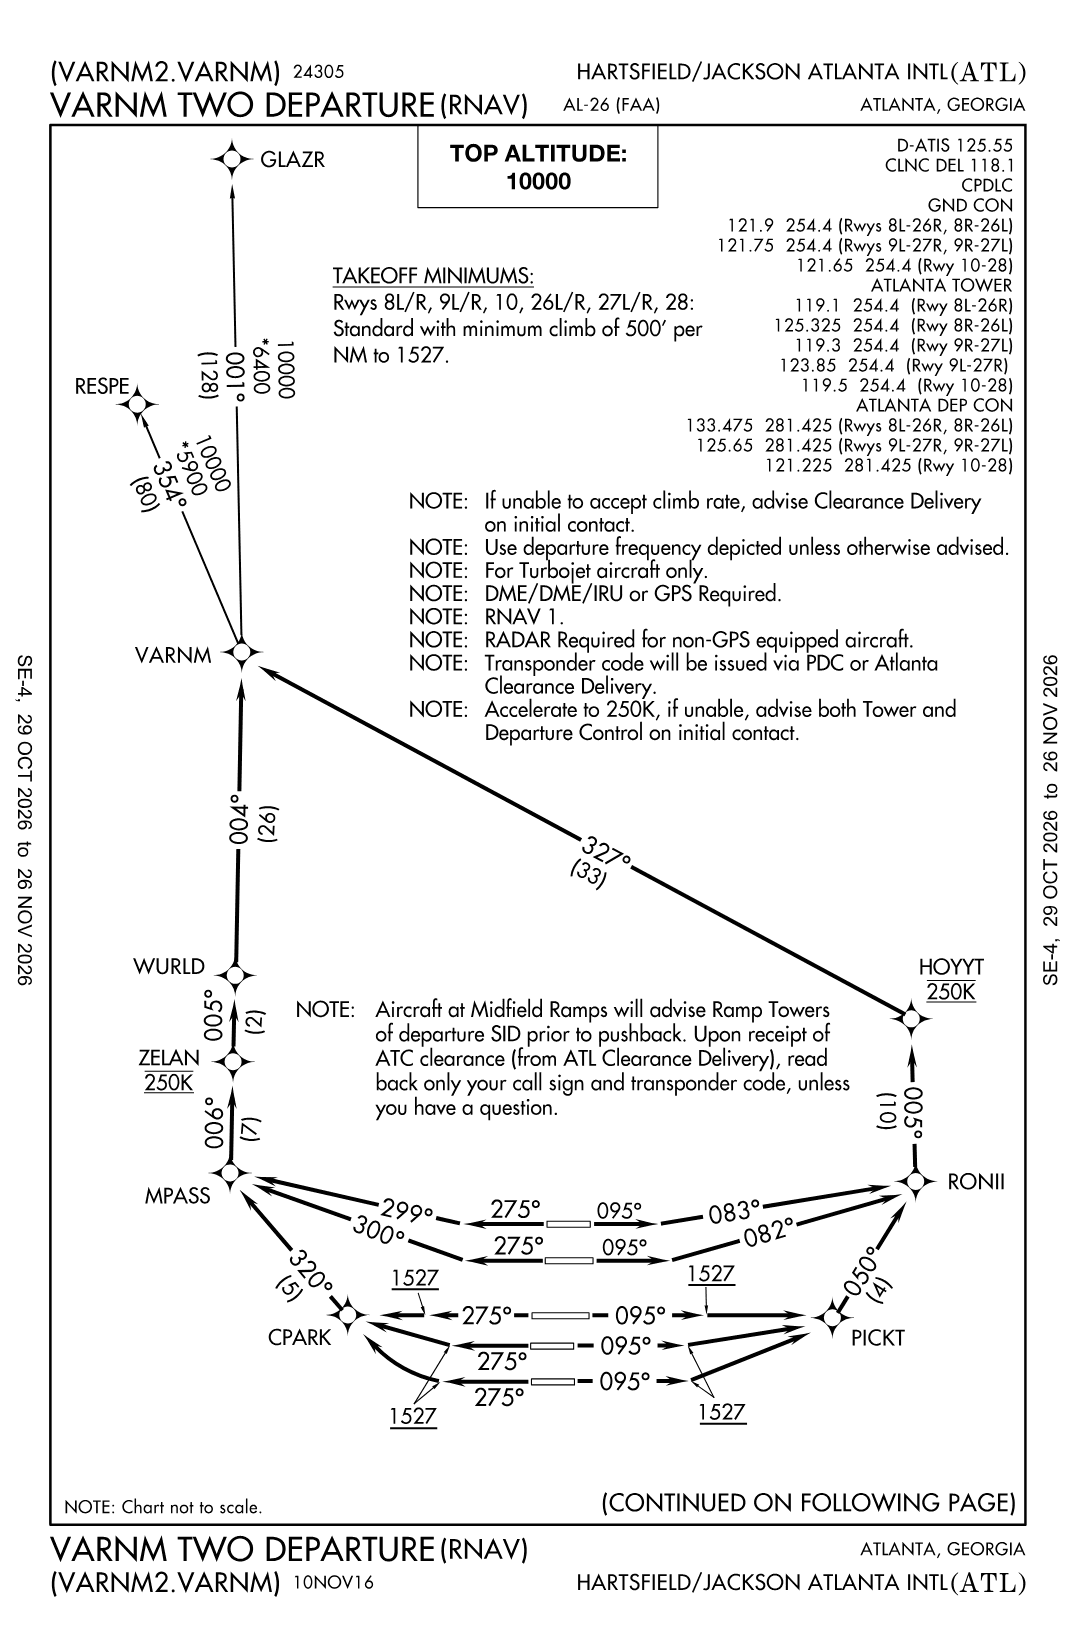 (VARNM2.VARNM) 24305
HARTSFIELD/JACKSON ATLANTA INTL (ATL)
VARNM TWO DEPARTURE (RNAV)
AL-26 (FAA)
ATLANTA, GEORGIA
TOP ALTITUDE:
10000
D-ATIS 125.55
CLNC DEL 118.1
CPDLC
GND CON
121.9 254.4 (Rwys 8L-26R, 8R-26L)
121.75 254.4 (Rwys 9L-27R, 9R-27L)
121.65 254.4 (Rwy 10-28)
ATLANTA TOWER
119.1 254.4 (Rwy 8L-26R)
125.325 254.4 (Rwy 8R-26L)
119.3 254.4 (Rwy 9R-27L)
123.85 254.4 (Rwy 9L-27R)
119.5 254.4 (Rwy 10-28)
ATLANTA DEP CON
133.475 281.425 (Rwys 8L-26R, 8R-26L)
125.65 281.425 (Rwys 9L-27R, 9R-27L)
121.225 281.425 (Rwy 10-28)
TAKEOFF MINIMUMS:
Rwys 8L/R, 9L/R, 10, 26L/R, 27L/R, 28:
Standard with minimum climb of 500' per
NM to 1527.
GLAZR
10000
*6400
001°
(128)
RESPE
10000
*5900
354°
(80)
NOTE: If unable to accept climb rate, advise Clearance Delivery
on initial contact.
NOTE: Use departure frequency depicted unless otherwise advised.
NOTE: For Turbojet aircraft only.
NOTE: DME/DME/IRU or GPS Required.
NOTE: RNAV 1.
NOTE: RADAR Required for non-GPS equipped aircraft.
NOTE: Transponder code will be issued via PDC or Atlanta
Clearance Delivery.
NOTE: Accelerate to 250K, if unable, advise both Tower and
Departure Control on initial contact.
VARNM
004°
(26)
327°
(33)
WURLD
005°
(2)
ZELAN
250K
006°
(7)
MPASS
HOYYT
250K
005°
(10)
RONII
NOTE: Aircraft at Midfield Ramps will advise Ramp Towers
of departure SID prior to pushback. Upon receipt of
ATC clearance (from ATL Clearance Delivery), read
back only your call sign and transponder code, unless
you have a question.
299° 275° 095° 083°
300° 275° 095° 082°
320°
(5)
050°
(4)
1527
1527
275° 095°
CPARK
PICKT
275° 095°
275° 095°
1527
1527
NOTE: Chart not to scale.
(CONTINUED ON FOLLOWING PAGE)
VARNM TWO DEPARTURE (RNAV)
ATLANTA, GEORGIA
(VARNM2.VARNM) 10NOV16
HARTSFIELD/JACKSON ATLANTA INTL (ATL)
SE-4, 29 OCT 2026 to 26 NOV 2026
SE-4, 29 OCT 2026 to 26 NOV 2026